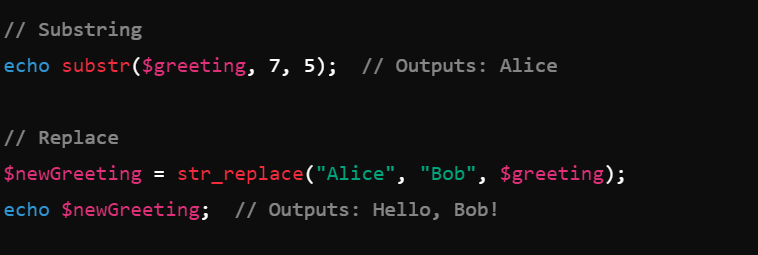 // Substring
echo substr($greeting, 7, 5);  // Outputs: Alice
// Replace
$newGreeting = str_replace("Alice", "Bob", $greeting);
echo $newGreeting;  // Outputs: Hello, Bob!